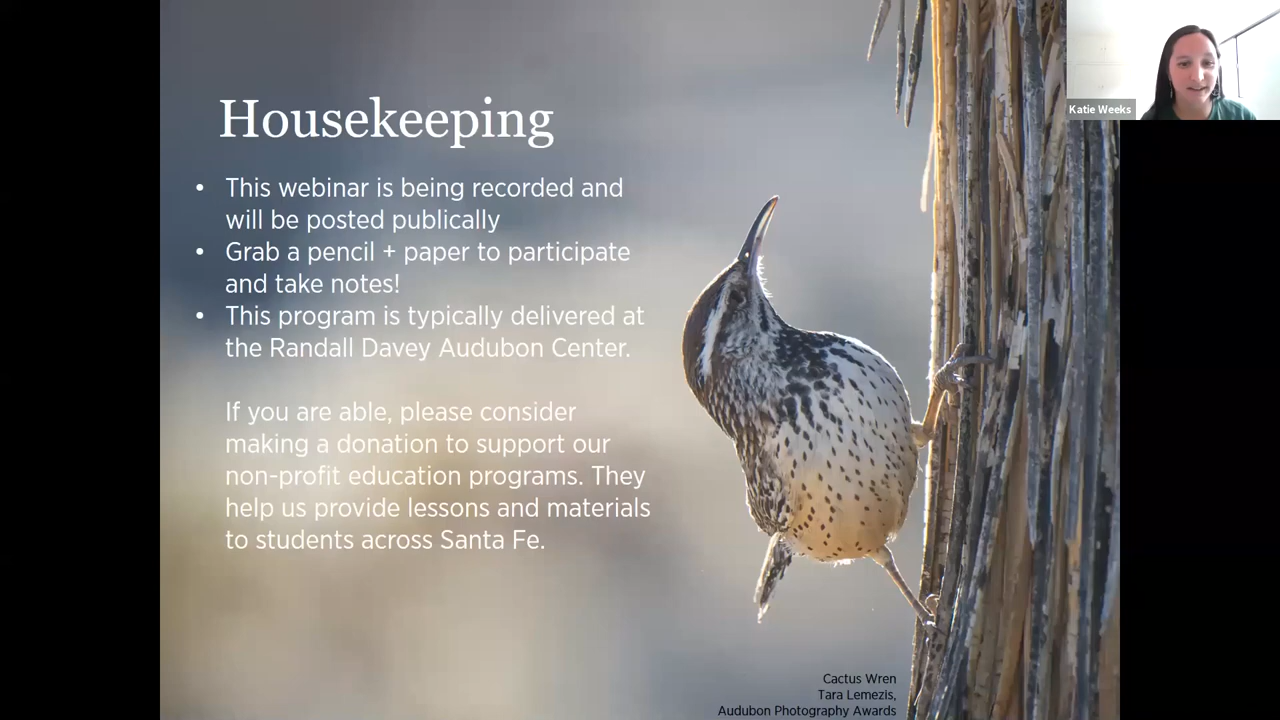 Housekeeping
• This webinar is being recorded and
will be posted publically
• Grab a pencil + paper to participate
and take notes!
• This program is typically delivered at
the Randall Davey Audubon Center.
If you are able, please consider
making a donation to support our
non-profit education programs. They
help us provide lessons and materials
to students across Santa Fe.
Katie Weeks
Cactus Wren
Tara Lemezis,
Audubon Photography Awards